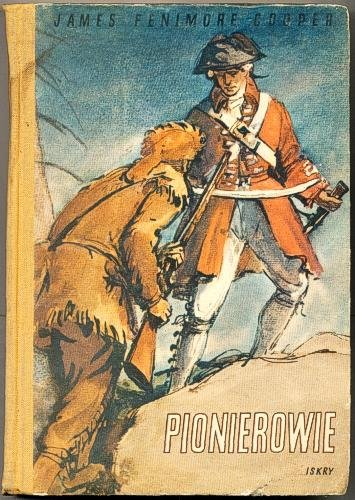 JAMES FENIMORE COOPER
PIONIEROWIE
ISKRY